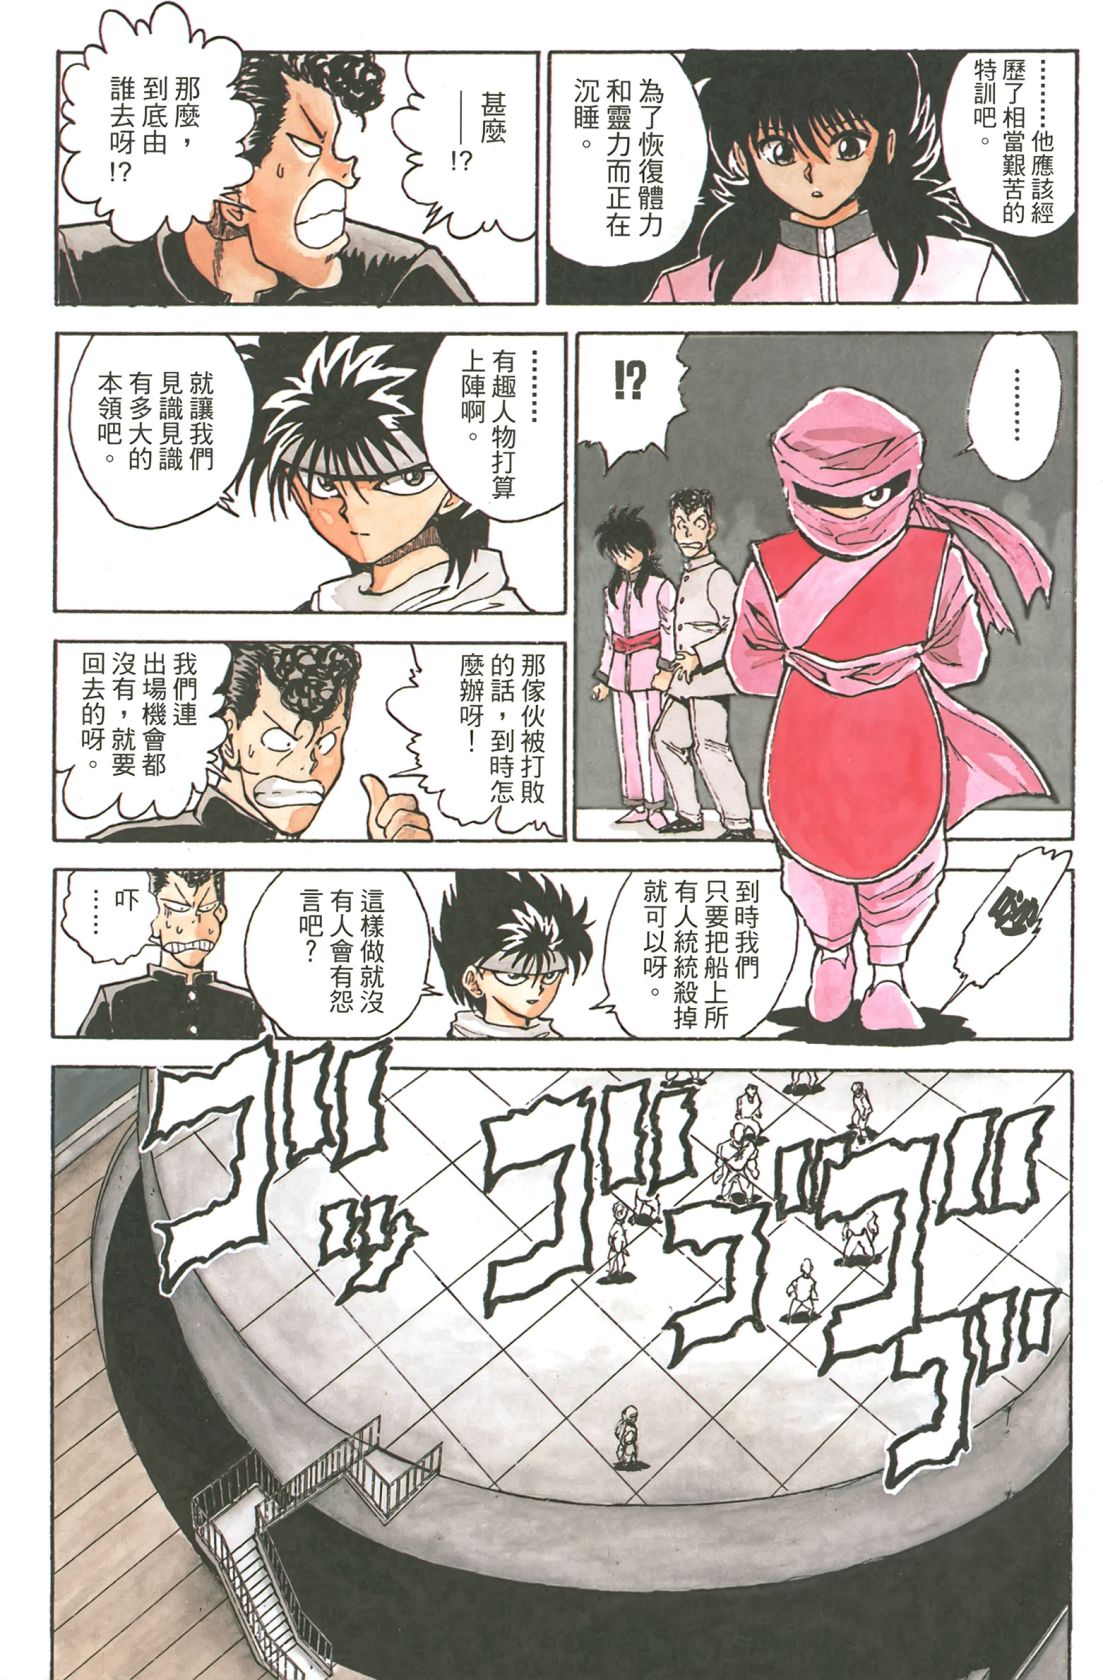 ………他應該經
歷了相當艱苦的
特訓吧。
為了恢復體力
和靈力而正在
沉睡。
甚麼
——!?
那麼，
到底由
誰去呀!?
………
!?
………
有趣人物打算
上陣啊。
就讓我們
見識見識
有多大的
本領吧。
那傢伙被打敗
的話，到時怎
麼辦呀！
我們連
出場機會都
沒有，就要
回去的呀。
到時我們
只要把船上所
有人統統殺掉
就可以呀。
這樣做就沒
有人會有怨
言吧？
吓
……
ゴゴゴゴゴッ